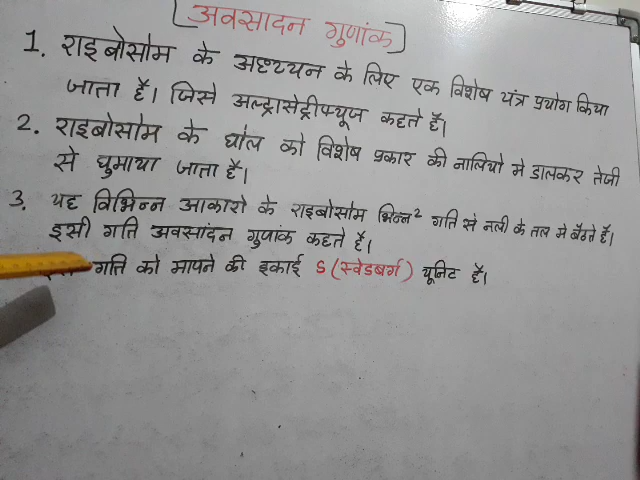 [अवसादन गुणांक]
1. राइबोसोम के अध्ययन के लिए एक विशेष यंत्र प्रयोग किया
जाता है। जिसे अल्ट्रासेट्रीफ्यूज कहते है।
2. राइबोसोम के घोल को विशेष प्रकार की नालियो मे डालकर तेजी
से घुमाया जाता है।
3. यह विभिन्न आकारो के राइबोसोम भिन्न² गति से नली के तल मे बैठते है।
इसी गति अवसांदन गुणांक कहते है।
गति को मापने की इकाई S (स्वेडबर्ग) यूनिट है।